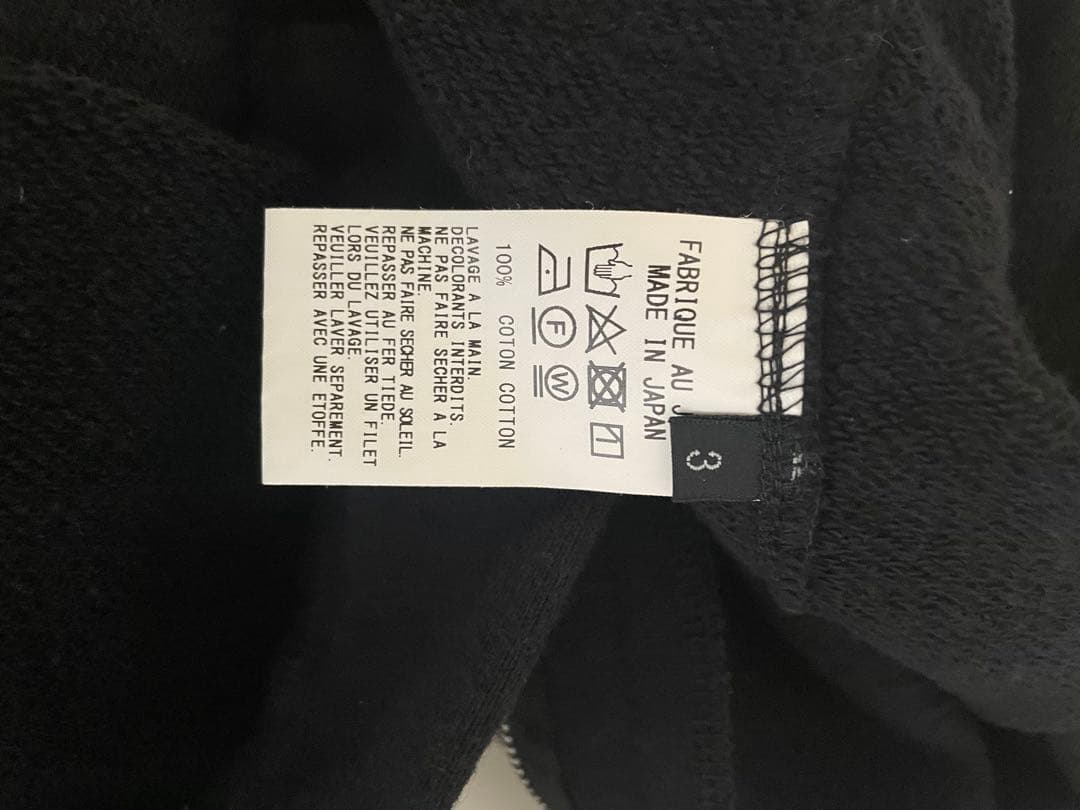 FABRIQUE AU J
MADE IN JAPAN
3
F W
100% COTON COTTON
LAVAGE A LA MAIN.
DECOLORANTS INTERDITS.
NE PAS FAIRE SECHER A LA
MACHINE.
NE PAS FAIRE SECHER AU SOLEIL.
REPASSER AU FER TIEDE.
VEUILLEZ UTILISER UN FILET
LORS DU LAVAGE.
VEUILLER LAVER SEPAREMENT.
REPASSER AVEC UNE ETOFFE.